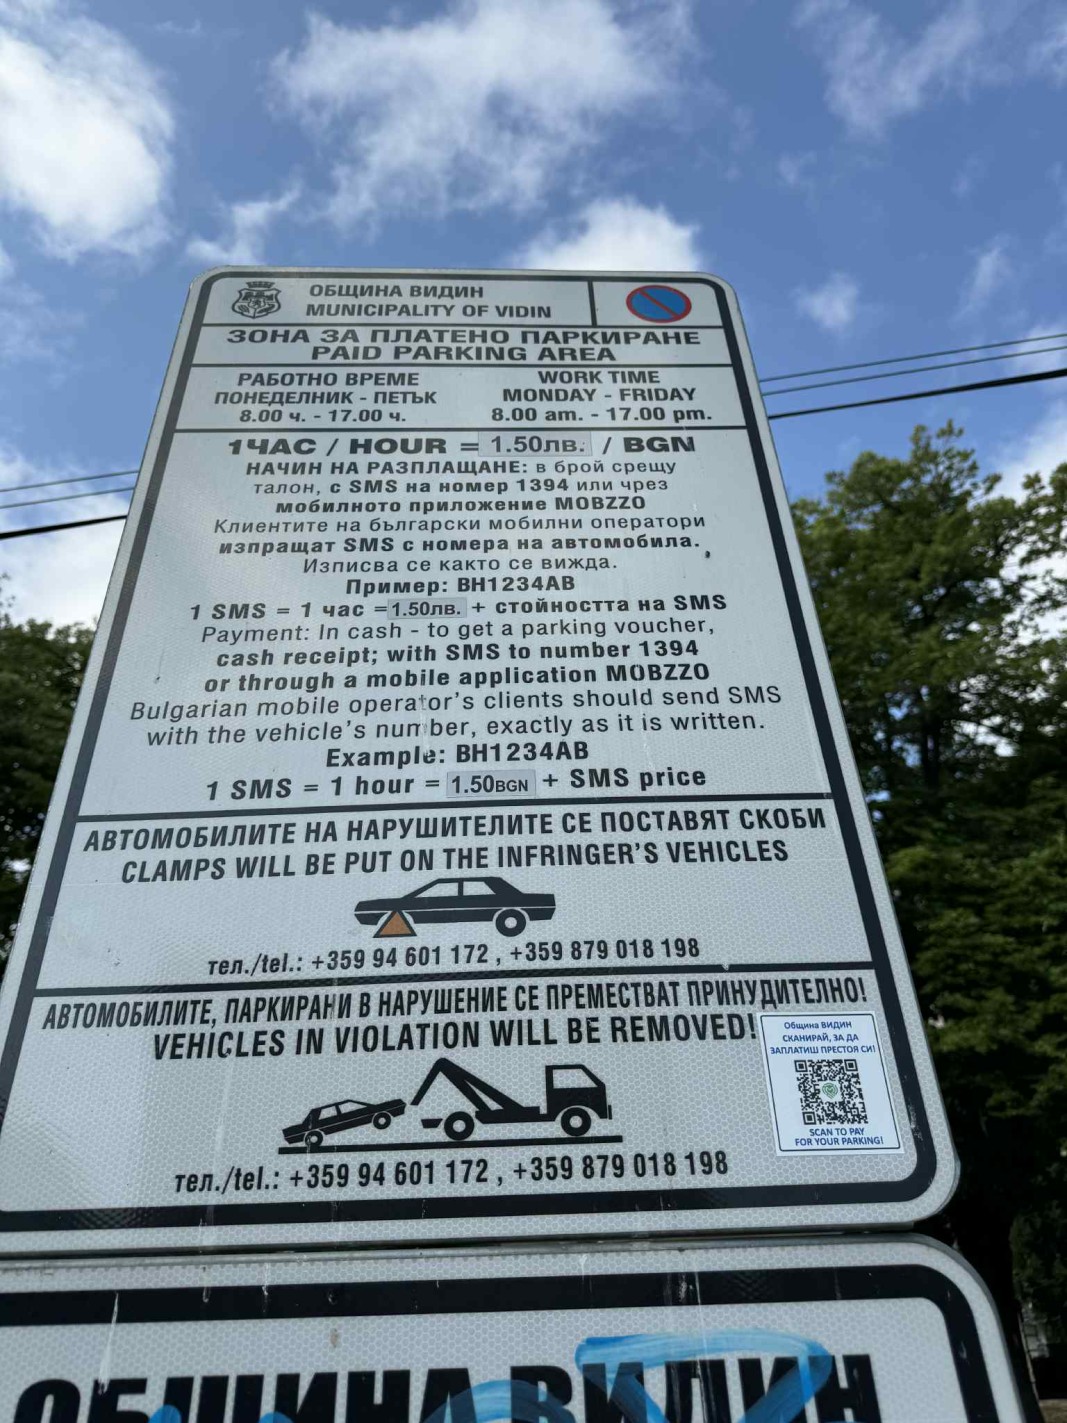 ОБЩИНА ВИДИН
MUNICIPALITY OF VIDIN
ЗОНА ЗА ПЛАТЕНО ПАРКИРАНЕ
PAID PARKING AREA
РАБОТНО ВРЕМЕ
ПОНЕДЕЛНИК - ПЕТЪК
8.00 ч. - 17.00 ч.
WORK TIME
MONDAY - FRIDAY
8.00 am. - 17.00 pm.
1ЧАС / HOUR = 1.50лв. / BGN
НАЧИН НА РАЗПЛАЩАНЕ: в брой срещу
талон, с SMS на номер 1394 или чрез
мобилното приложение MOBZZO
Клиентите на български мобилни оператори
изпращат SMS с номера на автомобила.
Изписва се както се вижда.
Пример: BH1234AB
1 SMS = 1 час =1.50лв. + стойността на SMS
Payment: In cash - to get a parking voucher,
cash receipt; with SMS to number 1394
or through a mobile application MOBZZO
Bulgarian mobile operator's clients should send SMS
with the vehicle's number, exactly as it is written.
Example: BH1234AB
1 SMS = 1 hour = 1.50BGN + SMS price
АВТОМОБИЛИТЕ НА НАРУШИТЕЛИТЕ СЕ ПОСТАВЯТ СКОБИ
CLAMPS WILL BE PUT ON THE INFRINGER'S VEHICLES
тел./tel.: +359 94 601 172 , +359 879 018 198
АВТОМОБИЛИТЕ, ПАРКИРАНИ В НАРУШЕНИЕ СЕ ПРЕМЕСТВАТ ПРИНУДИТЕЛНО!
VEHICLES IN VIOLATION WILL BE REMOVED!
Община ВИДИН
СКАНИРАЙ, ЗА ДА
ЗАПЛАТИШ ПРЕСТОЯ СИ!
SCAN TO PAY
FOR YOUR PARKING!
тел./tel.: +359 94 601 172 , +359 879 018 198
ОБЩИНА ВИДИН